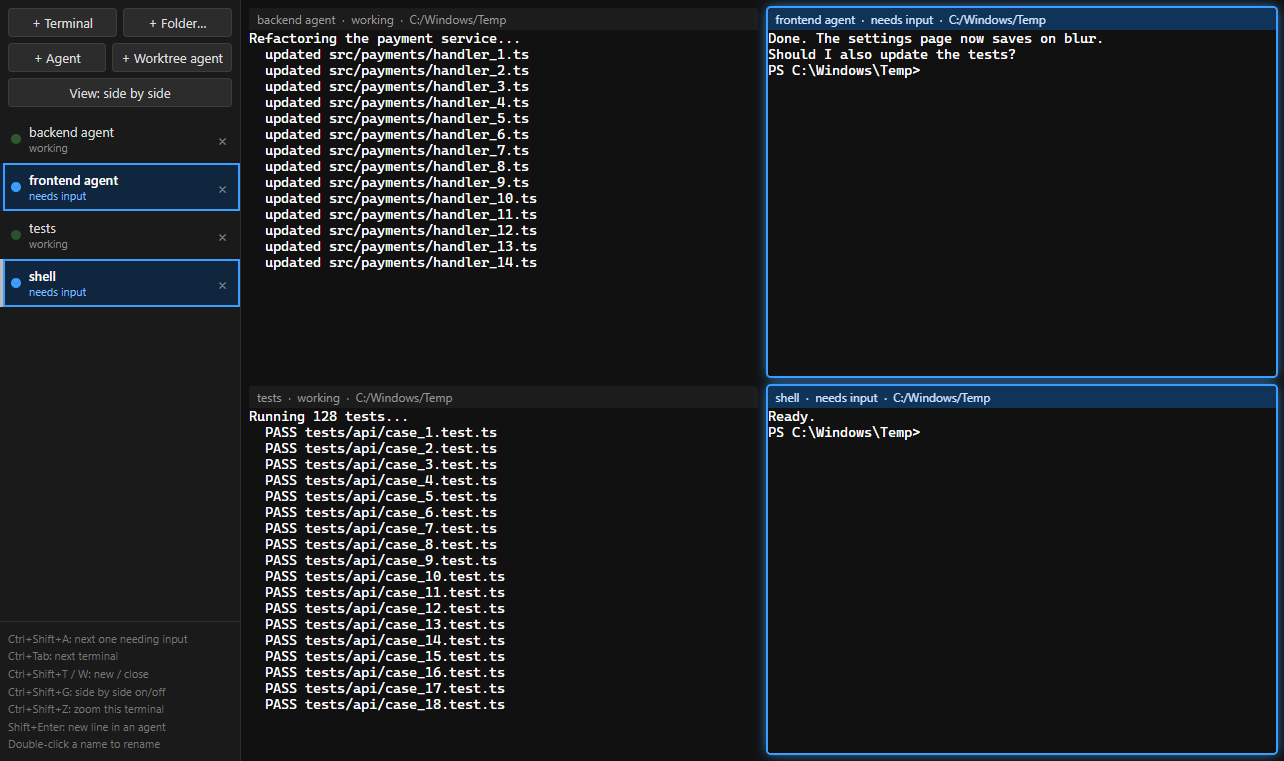 + Terminal
+ Folder...
+ Agent
+ Worktree agent
View: side by side
backend agent
working
×
frontend agent
needs input
×
tests
working
×
shell
needs input
×
Ctrl+Shift+A: next one needing input
Ctrl+Tab: next terminal
Ctrl+Shift+T / W: new / close
Ctrl+Shift+G: side by side on/off
Ctrl+Shift+Z: zoom this terminal
Shift+Enter: new line in an agent
Double-click a name to rename
backend agent · working · C:/Windows/Temp
Refactoring the payment service...
updated src/payments/handler_1.ts
updated src/payments/handler_2.ts
updated src/payments/handler_3.ts
updated src/payments/handler_4.ts
updated src/payments/handler_5.ts
updated src/payments/handler_6.ts
updated src/payments/handler_7.ts
updated src/payments/handler_8.ts
updated src/payments/handler_9.ts
updated src/payments/handler_10.ts
updated src/payments/handler_11.ts
updated src/payments/handler_12.ts
updated src/payments/handler_13.ts
updated src/payments/handler_14.ts
frontend agent · needs input · C:/Windows/Temp
Done. The settings page now saves on blur.
Should I also update the tests?
PS C:\Windows\Temp>
tests · working · C:/Windows/Temp
Running 128 tests...
PASS tests/api/case_1.test.ts
PASS tests/api/case_2.test.ts
PASS tests/api/case_3.test.ts
PASS tests/api/case_4.test.ts
PASS tests/api/case_5.test.ts
PASS tests/api/case_6.test.ts
PASS tests/api/case_7.test.ts
PASS tests/api/case_8.test.ts
PASS tests/api/case_9.test.ts
PASS tests/api/case_10.test.ts
PASS tests/api/case_11.test.ts
PASS tests/api/case_12.test.ts
PASS tests/api/case_13.test.ts
PASS tests/api/case_14.test.ts
PASS tests/api/case_15.test.ts
PASS tests/api/case_16.test.ts
PASS tests/api/case_17.test.ts
PASS tests/api/case_18.test.ts
shell · needs input · C:/Windows/Temp
Ready.
PS C:\Windows\Temp>